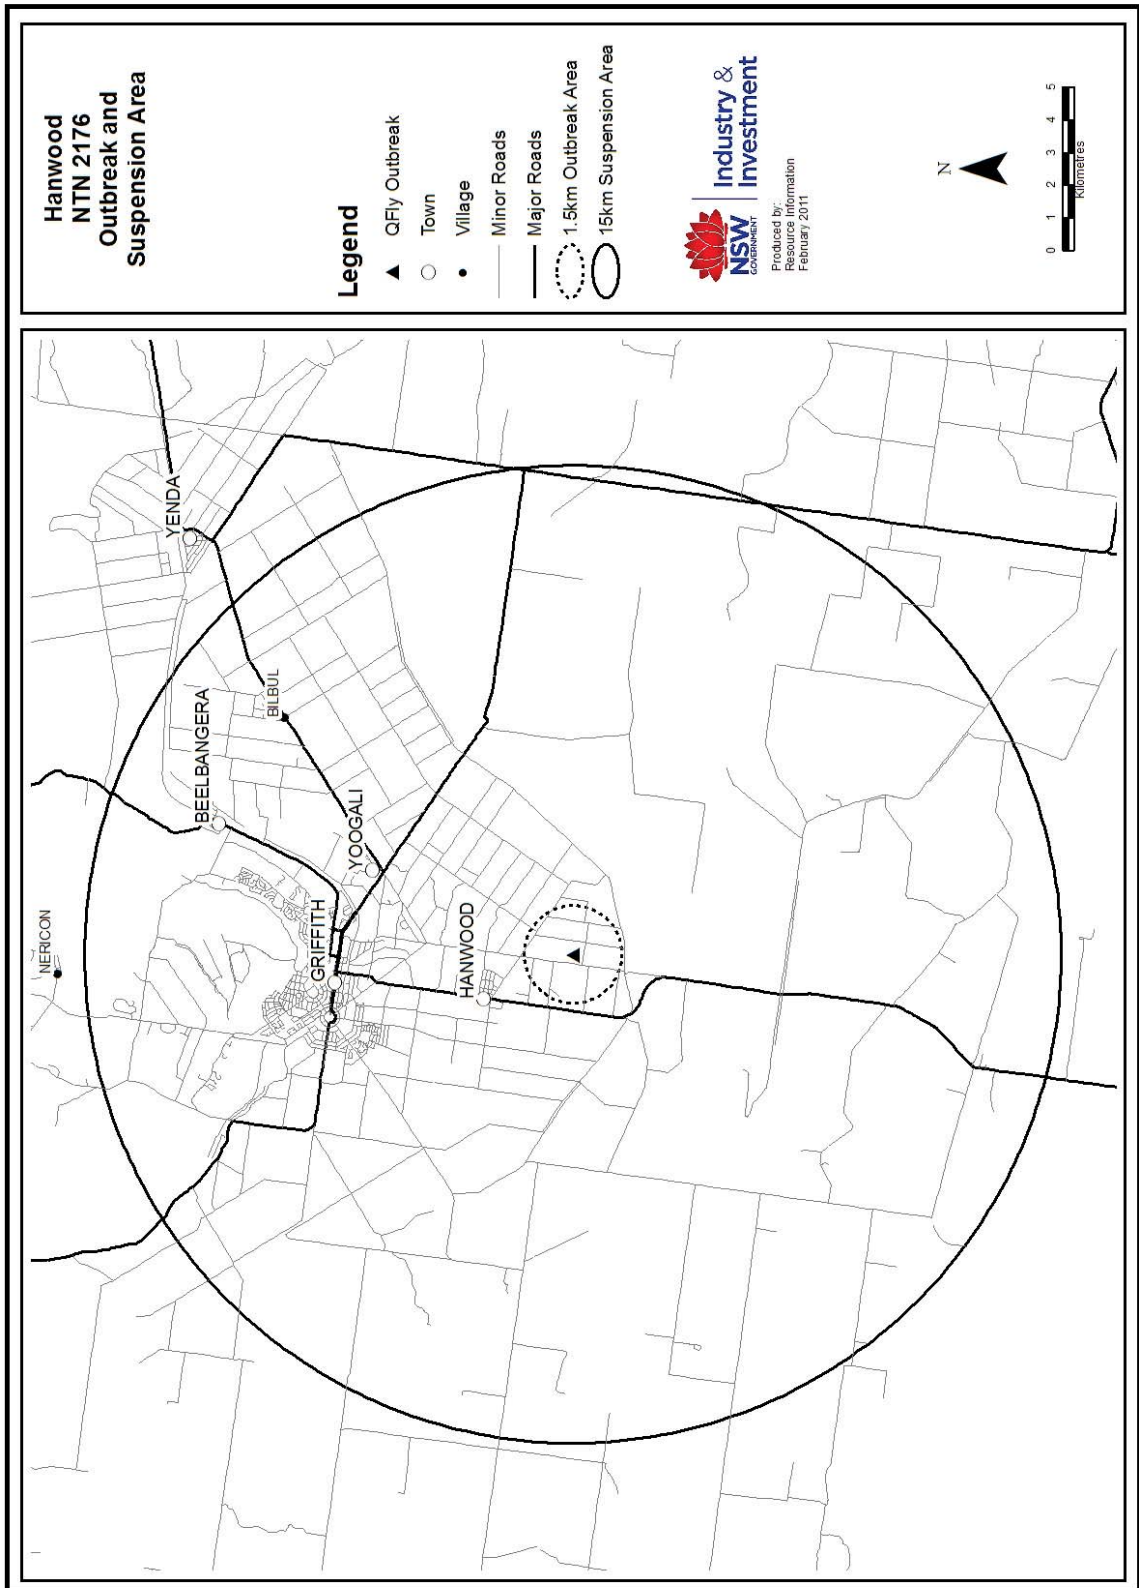 Hanwood
NTN 2176
Outbreak and
Suspension Area
Legend
QFly Outbreak
Town
Village
Minor Roads
Major Roads
1.5km Outbreak Area
15km Suspension Area
NSW
GOVERNMENT
Industry &
Investment
Produced by:
Resource Information
February 2011
N
0 1 2 3 4 5
Kilometres
NERICON
YENDA
BEELBANGERA
BILBUL
YOOGALI
GRIFFITH
HANWOOD